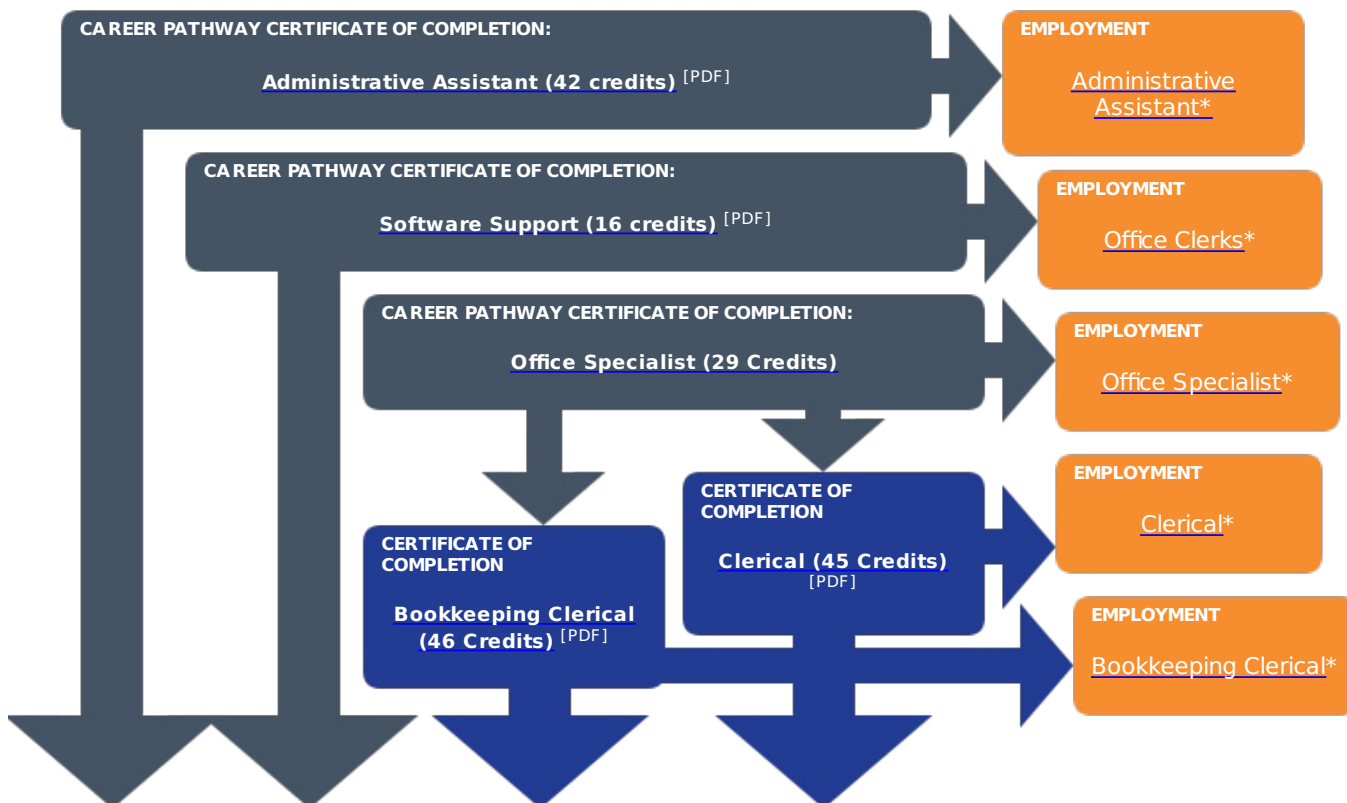 CAREER PATHWAY CERTIFICATE OF COMPLETION:
Administrative Assistant (42 credits) [PDF]
EMPLOYMENT
Administrative
Assistant*
CAREER PATHWAY CERTIFICATE OF COMPLETION:
Software Support (16 credits) [PDF]
EMPLOYMENT
Office Clerks*
CAREER PATHWAY CERTIFICATE OF COMPLETION:
Office Specialist (29 Credits)
EMPLOYMENT
Office Specialist*
CERTIFICATE OF
COMPLETION
Clerical (45 Credits)
[PDF]
EMPLOYMENT
Clerical*
CERTIFICATE OF
COMPLETION
Bookkeeping Clerical
(46 Credits) [PDF]
EMPLOYMENT
Bookkeeping Clerical*